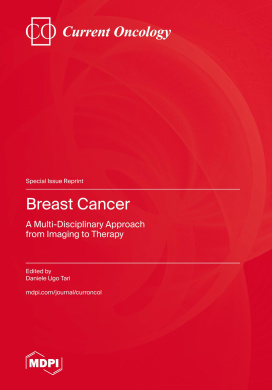 CO Current Oncology
Special Issue Reprint
Breast Cancer
A Multi-Disciplinary Approach
from Imaging to Therapy
Edited by
Daniele Ugo Tari
mdpi.com/journal/curroncol
MDPI